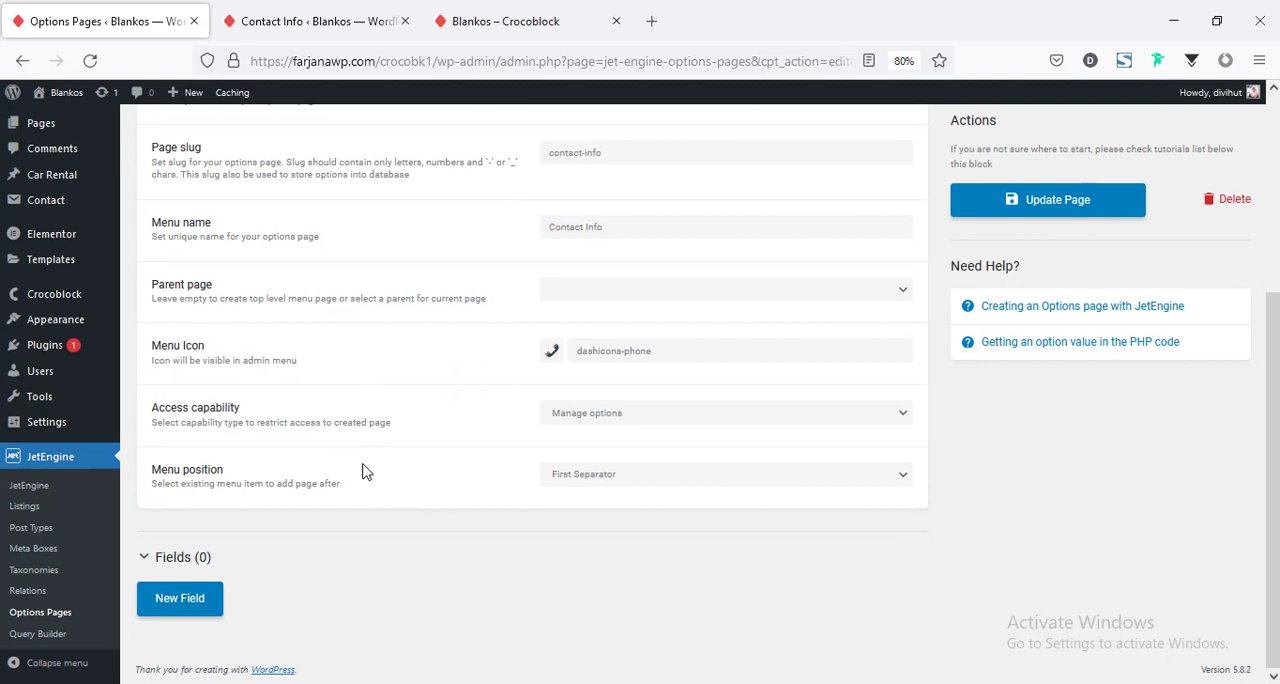 Options Pages ‹ Blankos — Wor
Contact Info ‹ Blankos — WordP
Blankos – Crocoblock
https://farjanawp.com/crocobk1/wp-admin/admin.php?page=jet-engine-options-pages&cpt_action=edit
80%
Blankos
1
0
New
Caching
Howdy, divihut
Pages
Comments
Car Rental
Contact
Elementor
Templates
Crocoblock
Appearance
Plugins 1
Users
Tools
Settings
JetEngine
JetEngine
Listings
Post Types
Meta Boxes
Taxonomies
Relations
Options Pages
Query Builder
Collapse menu
Page slug
Set slug for your options page. Slug should contain only letters, numbers and `-` or `_`
chars. This slug also be used to store options into database
contact-info
Menu name
Set unique name for your options page
Contact Info
Parent page
Leave empty to create top level menu page or select a parent for current page
Menu Icon
Icon will be visible in admin menu
dashicons-phone
Access capability
Select capability type to restrict access to created page
Manage options
Menu position
Select existing menu item to add page after
First Separator
Fields (0)
New Field
Thank you for creating with WordPress.
Actions
If you are not sure where to start, please check tutorials list below
this block
Update Page
Delete
Need Help?
Creating an Options page with JetEngine
Getting an option value in the PHP code
Activate Windows
Go to Settings to activate Windows.
Version 5.8.2